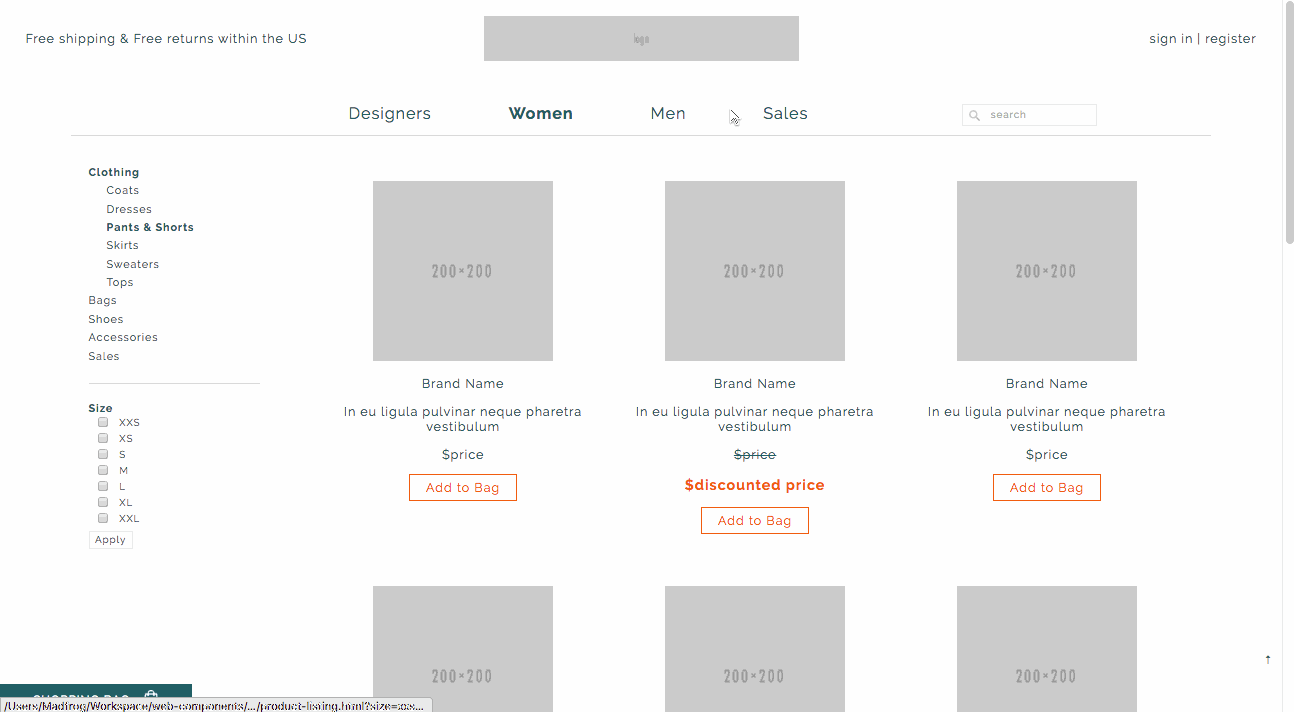 Free shipping & Free returns within the US
logo
sign in | register
Designers
Women
Men
Sales
search
Clothing
Coats
Dresses
Pants & Shorts
Skirts
Sweaters
Tops
Bags
Shoes
Accessories
Sales
Size
XXS
XS
S
M
L
XL
XXL
Apply
200×200
200×200
200×200
Brand Name
Brand Name
Brand Name
In eu ligula pulvinar neque pharetra
vestibulum
In eu ligula pulvinar neque pharetra
vestibulum
In eu ligula pulvinar neque pharetra
vestibulum
$price
$price
$price
Add to Bag
$discounted price
Add to Bag
Add to Bag
200×200
200×200
200×200
↑
SHOPPING BAG
/Users/Madfrog/Workspace/web-components/.../product-listing.html?size=xs...